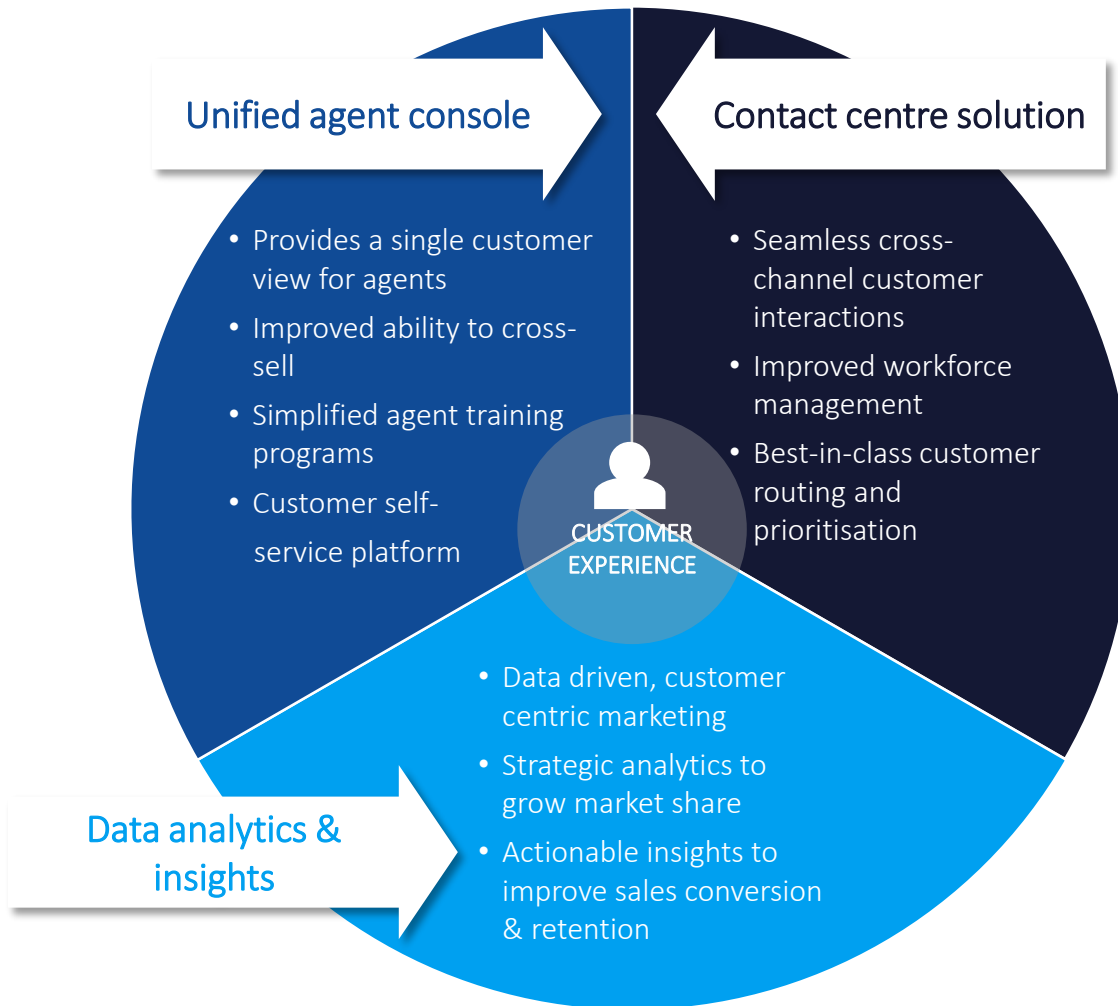 Unified agent console
• Provides a single customer
view for agents
• Improved ability to cross-
sell
• Simplified agent training
programs
• Customer self-
service platform
Contact centre solution
• Seamless cross-
channel customer
interactions
• Improved workforce
management
• Best-in-class customer
routing and
prioritisation
CUSTOMER
EXPERIENCE
Data analytics &
insights
• Data driven, customer
centric marketing
• Strategic analytics to
grow market share
• Actionable insights to
improve sales conversion
& retention